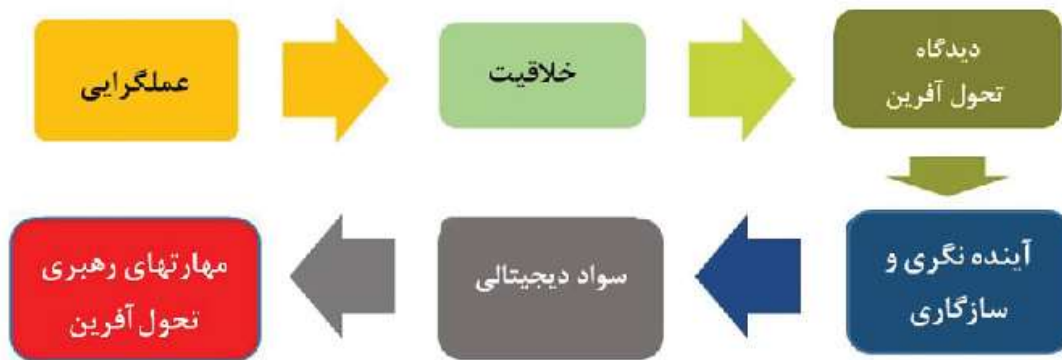 عملگرایی
خلاقیت
دیدگاه
تحول آفرین
آینده نگری و
سازگاری
سواد دیجیتالی
مهارتهای رهبری
تحول آفرین